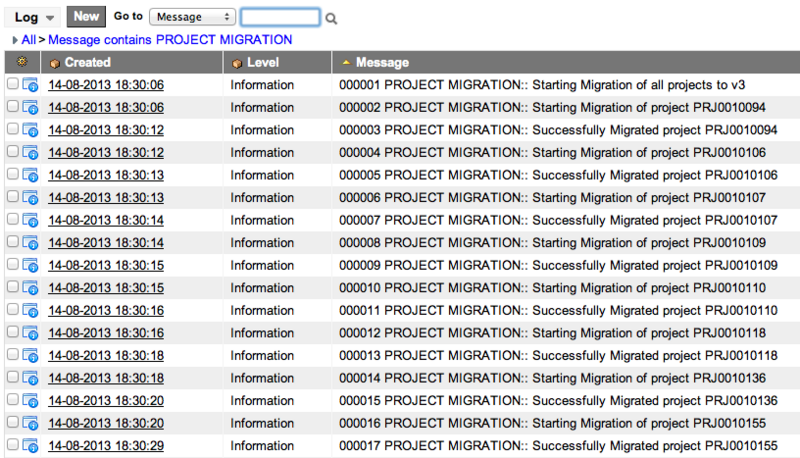 Log New Go to Message
All > Message contains PROJECT MIGRATION
Created Level Message
14-08-2013 18:30:06 Information 000001 PROJECT MIGRATION:: Starting Migration of all projects to v3
14-08-2013 18:30:06 Information 000002 PROJECT MIGRATION:: Starting Migration of project PRJ0010094
14-08-2013 18:30:12 Information 000003 PROJECT MIGRATION:: Successfully Migrated project PRJ0010094
14-08-2013 18:30:12 Information 000004 PROJECT MIGRATION:: Starting Migration of project PRJ0010106
14-08-2013 18:30:13 Information 000005 PROJECT MIGRATION:: Successfully Migrated project PRJ0010106
14-08-2013 18:30:13 Information 000006 PROJECT MIGRATION:: Starting Migration of project PRJ0010107
14-08-2013 18:30:14 Information 000007 PROJECT MIGRATION:: Successfully Migrated project PRJ0010107
14-08-2013 18:30:14 Information 000008 PROJECT MIGRATION:: Starting Migration of project PRJ0010109
14-08-2013 18:30:15 Information 000009 PROJECT MIGRATION:: Successfully Migrated project PRJ0010109
14-08-2013 18:30:15 Information 000010 PROJECT MIGRATION:: Starting Migration of project PRJ0010110
14-08-2013 18:30:16 Information 000011 PROJECT MIGRATION:: Successfully Migrated project PRJ0010110
14-08-2013 18:30:16 Information 000012 PROJECT MIGRATION:: Starting Migration of project PRJ0010118
14-08-2013 18:30:18 Information 000013 PROJECT MIGRATION:: Successfully Migrated project PRJ0010118
14-08-2013 18:30:18 Information 000014 PROJECT MIGRATION:: Starting Migration of project PRJ0010136
14-08-2013 18:30:20 Information 000015 PROJECT MIGRATION:: Successfully Migrated project PRJ0010136
14-08-2013 18:30:20 Information 000016 PROJECT MIGRATION:: Starting Migration of project PRJ0010155
14-08-2013 18:30:29 Information 000017 PROJECT MIGRATION:: Successfully Migrated project PRJ0010155